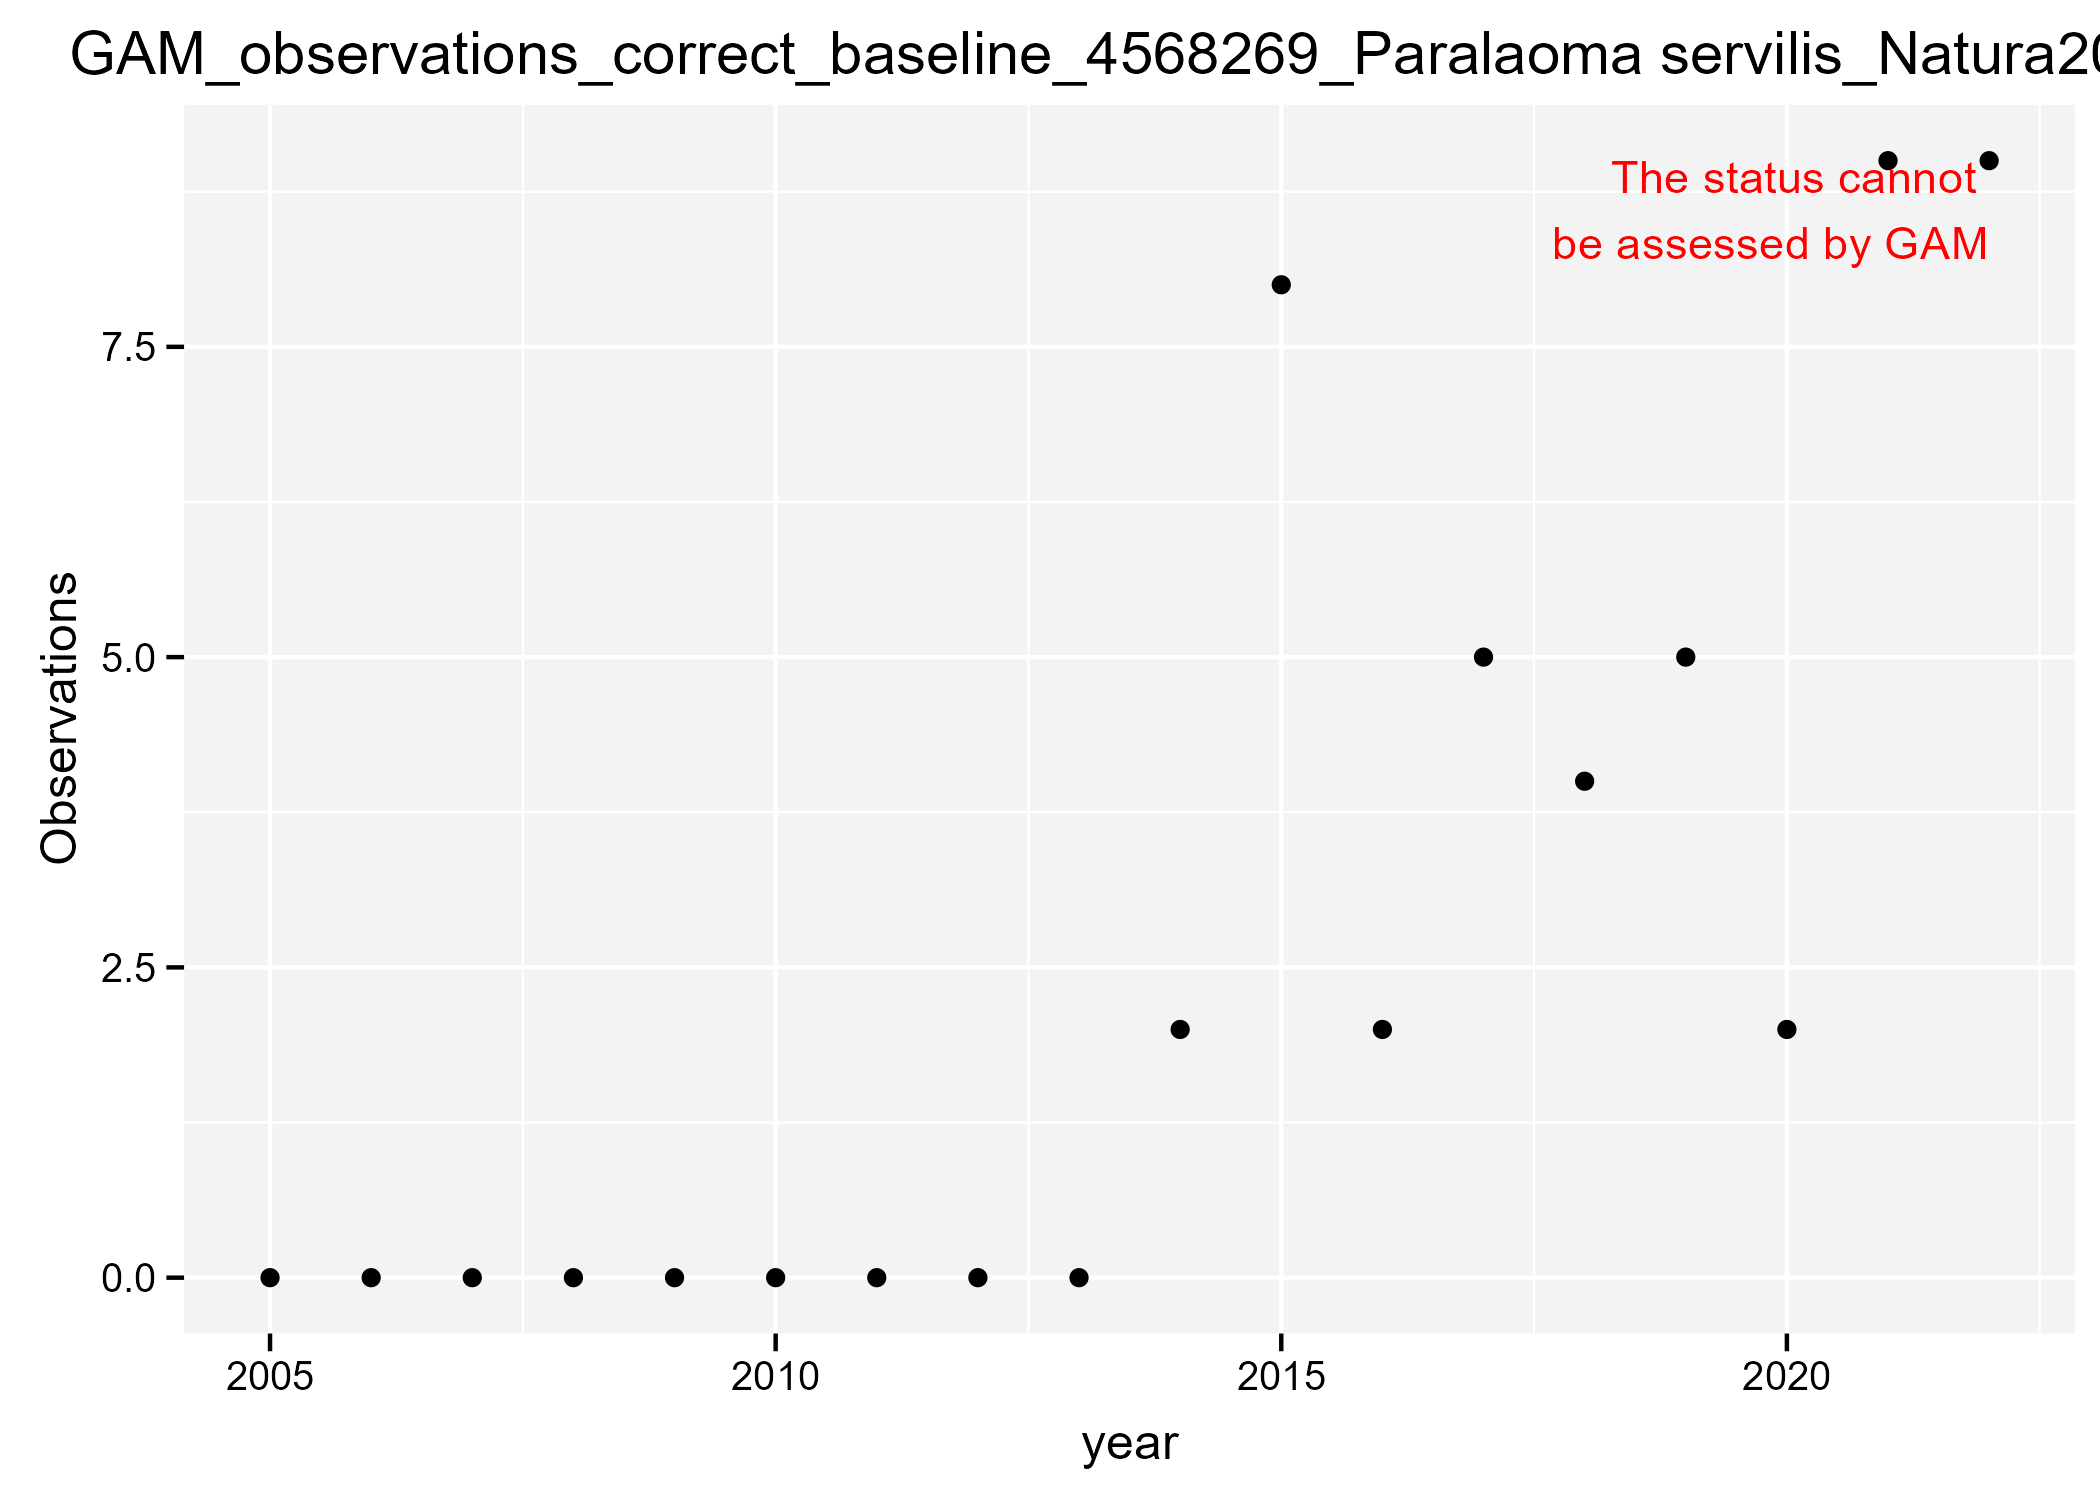 GAM_observations_correct_baseline_4568269_Paralaoma servilis_Natura20
The status cannot
be assessed by GAM
Observations
7.5
5.0
2.5
0.0
2005 2010 2015 2020
year